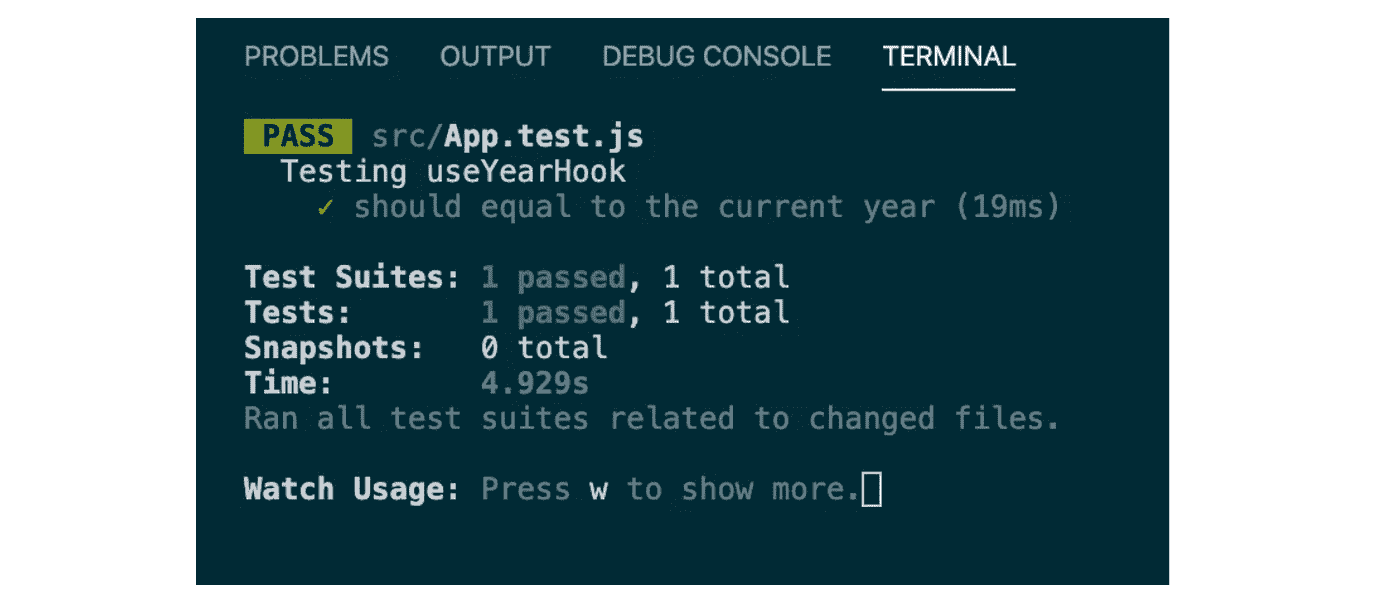 PROBLEMS OUTPUT DEBUG CONSOLE TERMINAL
PASS src/App.test.js
Testing useYearHook
✓ should equal to the current year (19ms)
Test Suites: 1 passed, 1 total
Tests: 1 passed, 1 total
Snapshots: 0 total
Time: 4.929s
Ran all test suites related to changed files.
Watch Usage: Press w to show more.